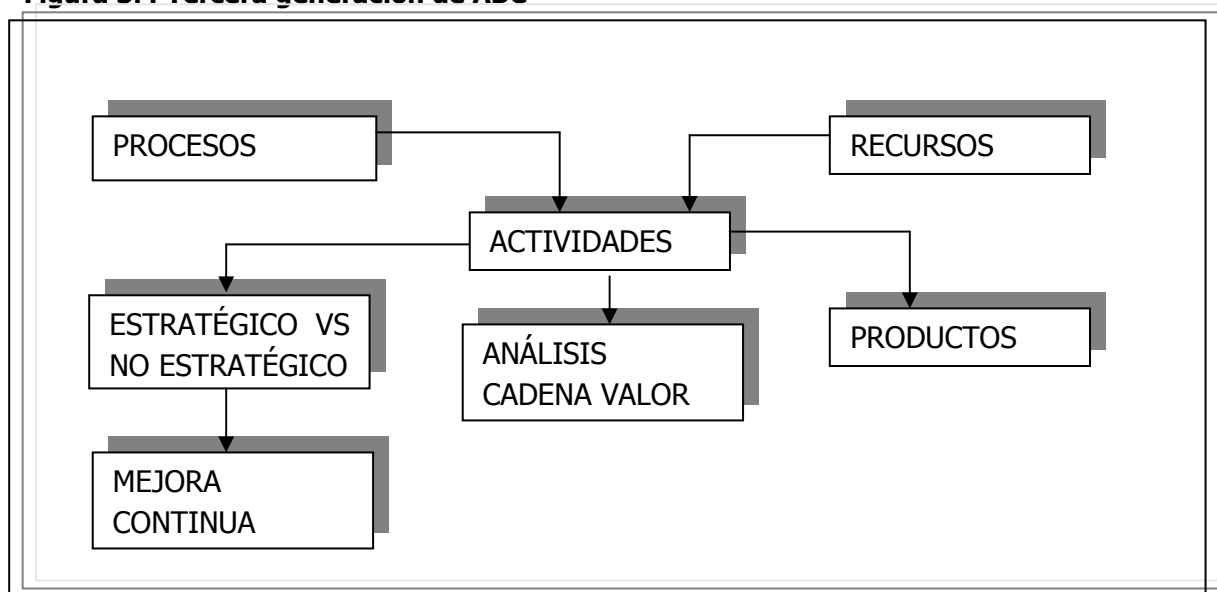 Figura 3.4 Tercera generación de ABC
PROCESOS
RECURSOS
ACTIVIDADES
ESTRATÉGICO VS
NO ESTRATÉGICO
ANÁLISIS
CADENA VALOR
PRODUCTOS
MEJORA
CONTINUA